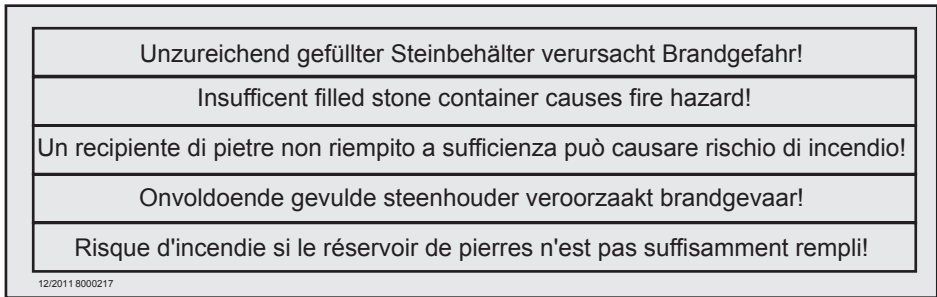 Unzureichend gefüllter Steinbehälter verursacht Brandgefahr!
Insufficent filled stone container causes fire hazard!
Un recipiente di pietre non riempito a sufficienza può causare rischio di incendio!
Onvoldoende gevulde steenhouder veroorzaakt brandgevaar!
Risque d'incendie si le réservoir de pierres n'est pas suffisamment rempli!
12/2011 8000217